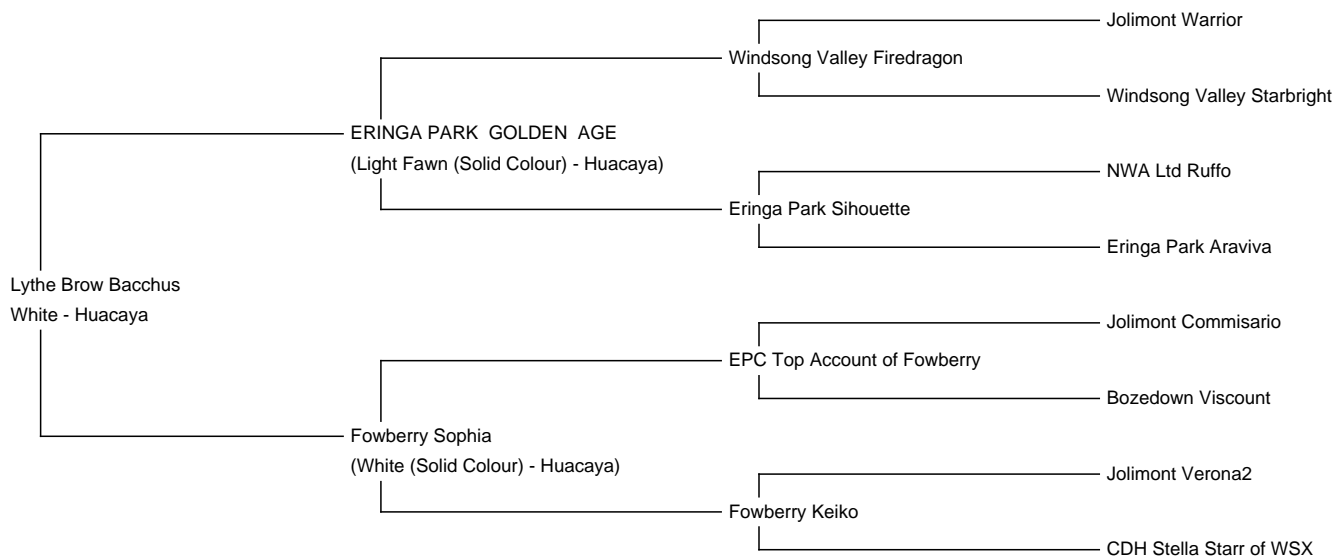 Jolimont Warrior
Windsong Valley Firedragon
Windsong Valley Starbright
ERINGA PARK  GOLDEN  AGE
(Light Fawn (Solid Colour) - Huacaya)
NWA Ltd Ruffo
Eringa Park Sihouette
Eringa Park Araviva
Lythe Brow Bacchus
White - Huacaya
Jolimont Commisario
EPC Top Account of Fowberry
Bozedown Viscount
Fowberry Sophia
(White (Solid Colour) - Huacaya)
Jolimont Verona2
Fowberry Keiko
CDH Stella Starr of WSX